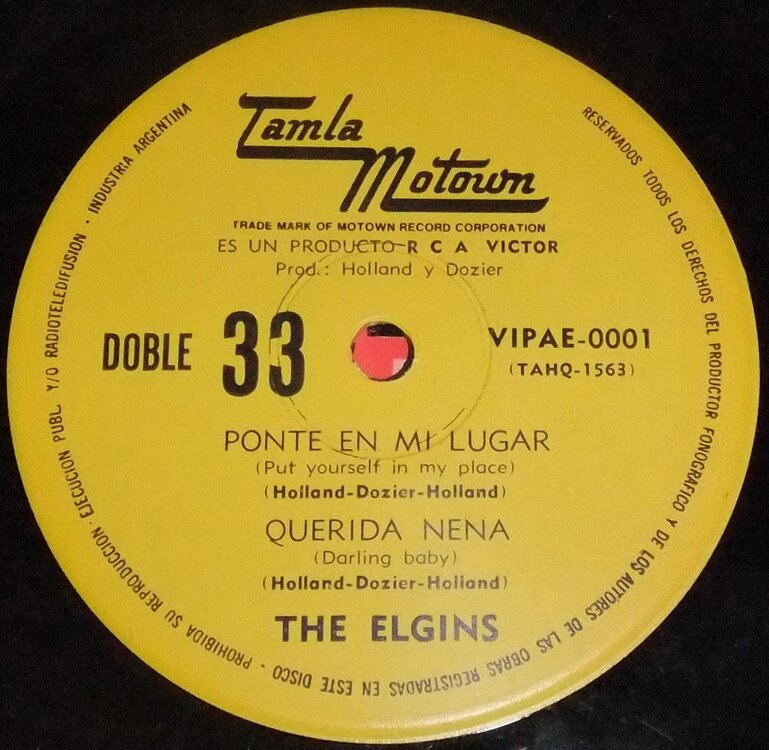 Tamla
Motown
TRADE MARK OF MOTOWN RECORD CORPORATION
ES UN PRODUCTO R C A VICTOR
Prod.: Holland y Dozier
DOBLE 33
VIPAE-0001
(TAHQ-1563)
PONTE EN MI LUGAR
(Put yourself in my place)
(Holland-Dozier-Holland)
QUERIDA NENA
(Darling baby)
(Holland-Dozier-Holland)
THE ELGINS
RESERVADOS TODOS LOS DERECHOS DEL PRODUCTOR FONOGRAFICO Y DE LOS AUTORES DE LAS OBRAS REGISTRADAS EN ESTE DISCO - PROHIBIDA SU REPRODUCCION - EJECUCION PUBL. Y/O RADIOTELEDIFUSION - INDUSTRIA ARGENTINA